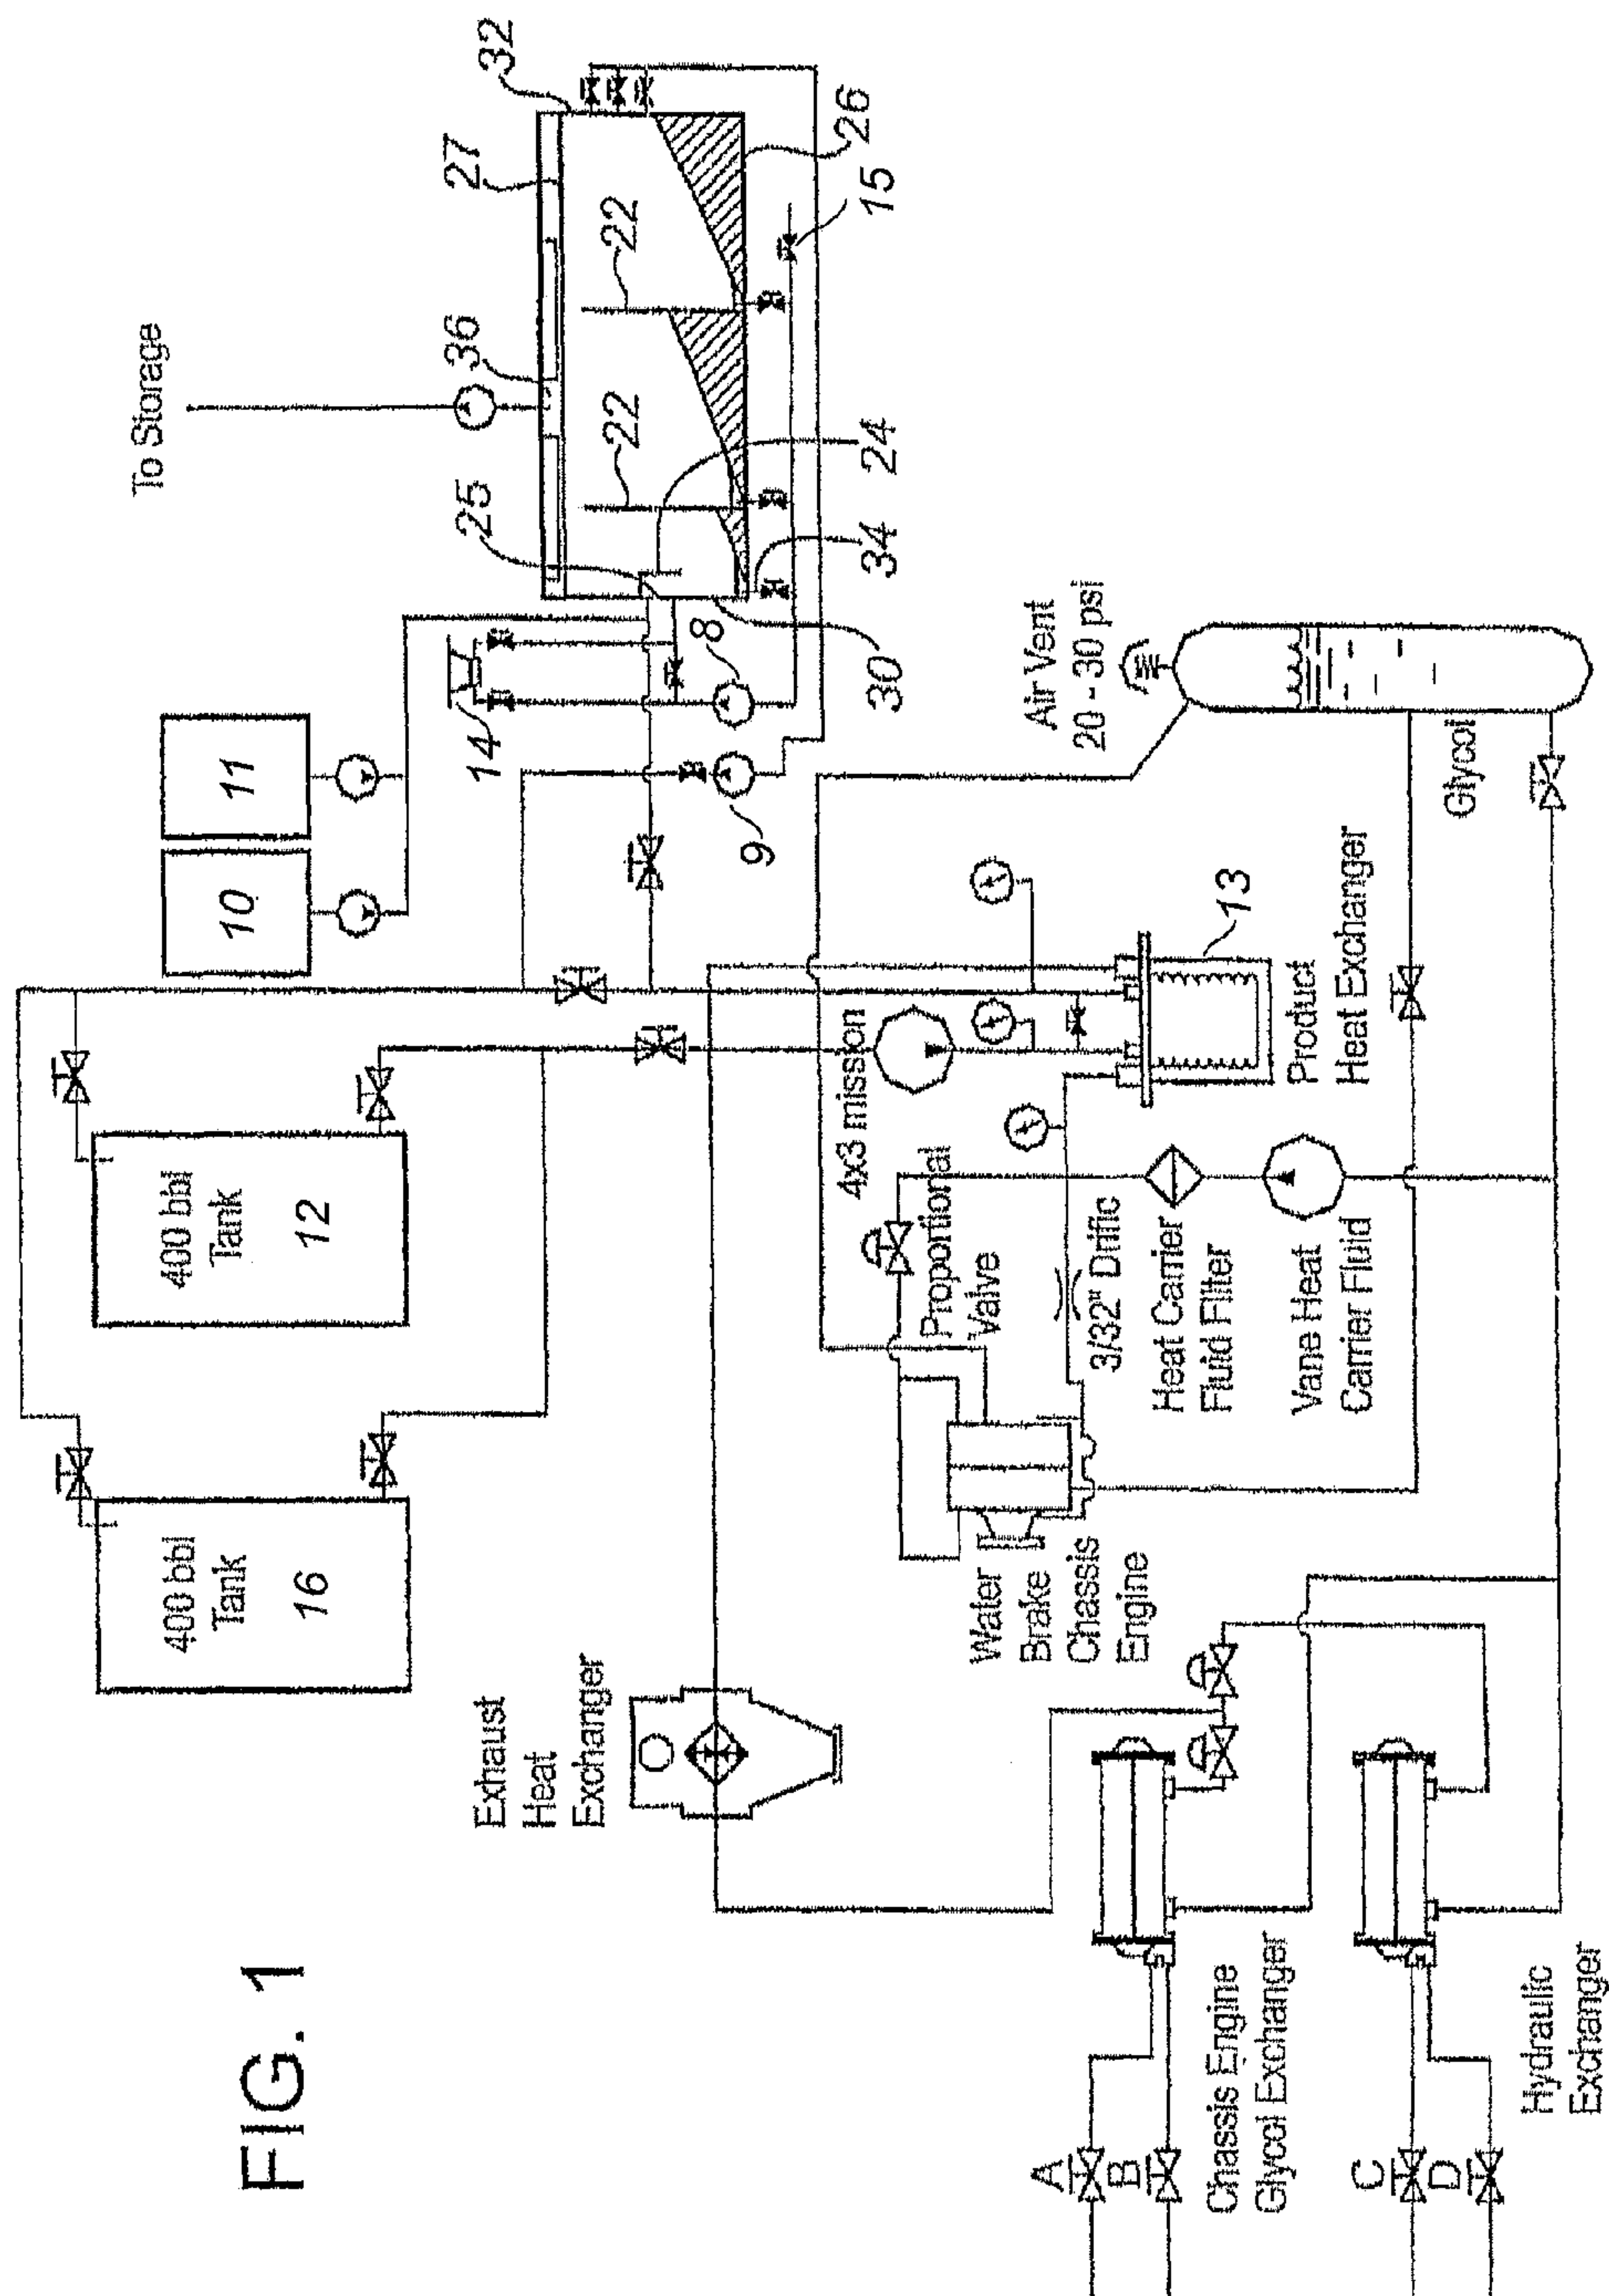 FIG. 1
To Storage
11
10
14
25
36
27
32
22
22
24
26
15
34
30
8
9
400 bbl
Tank
12
400 bbl
Tank
16
Air Vent
20 - 30 psi
Glycol
13
Product
Heat Exchanger
4x3 mission
Proportional
Valve
3/32" Driflc
Heat Carrier
Fluid Filter
Vane Heat
Carrier Fluid
Water
Brake
Chassis
Engine
Exhaust
Heat
Exchanger
A
B
Chassis Engine
Glycol Exchanger
C
D
Hydraulic
Exchanger